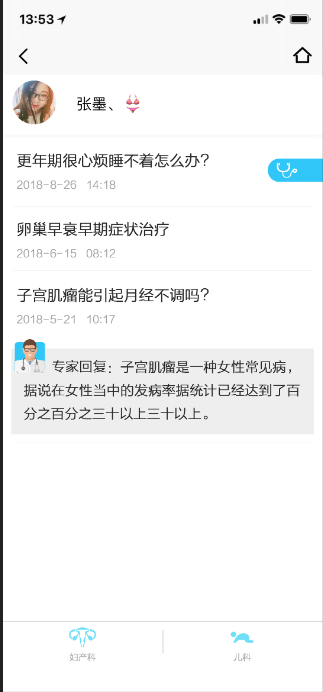 13:53
张墨、👙
更年期很心烦睡不着怎么办?
2018-8-26 14:18
卵巢早衰早期症状治疗
2018-6-15 08:12
子宫肌瘤能引起月经不调吗?
2018-5-21 10:17
专家回复：子宫肌瘤是一种女性常见病，
据说在女性当中的发病率据统计已经达到了百
分之百分之三十以上三十以上。
妇产科
儿科